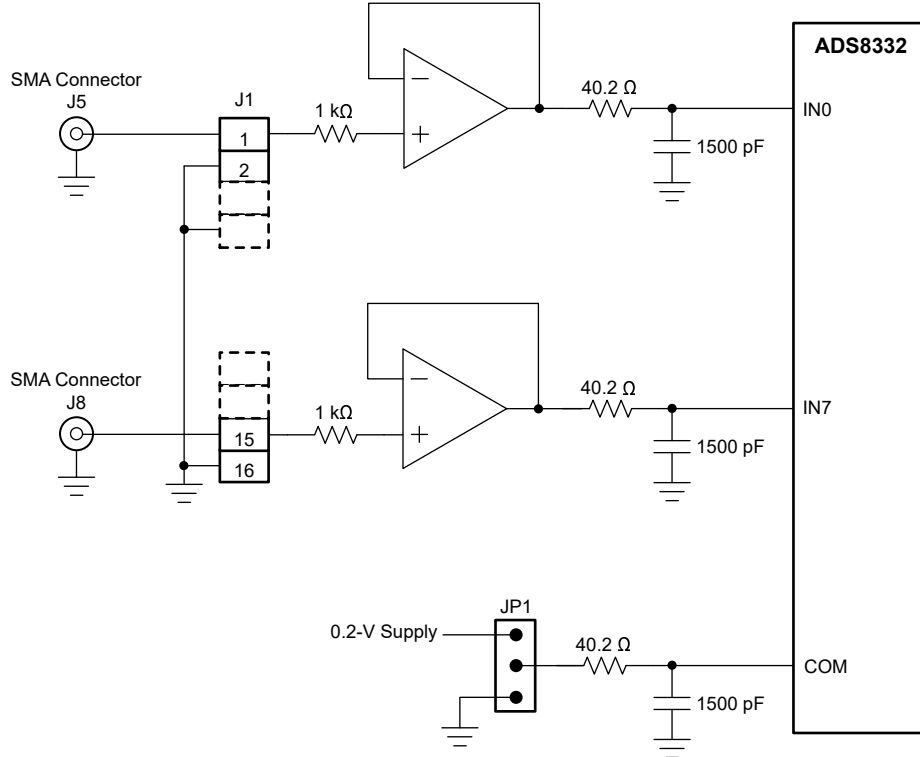 ADS8332
SMA Connector
J5
J1
1 kΩ
40.2 Ω
IN0
1
2
−
+
1500 pF
SMA Connector
J8
1 kΩ
40.2 Ω
IN7
15
16
−
+
1500 pF
JP1
0.2-V Supply
40.2 Ω
COM
1500 pF